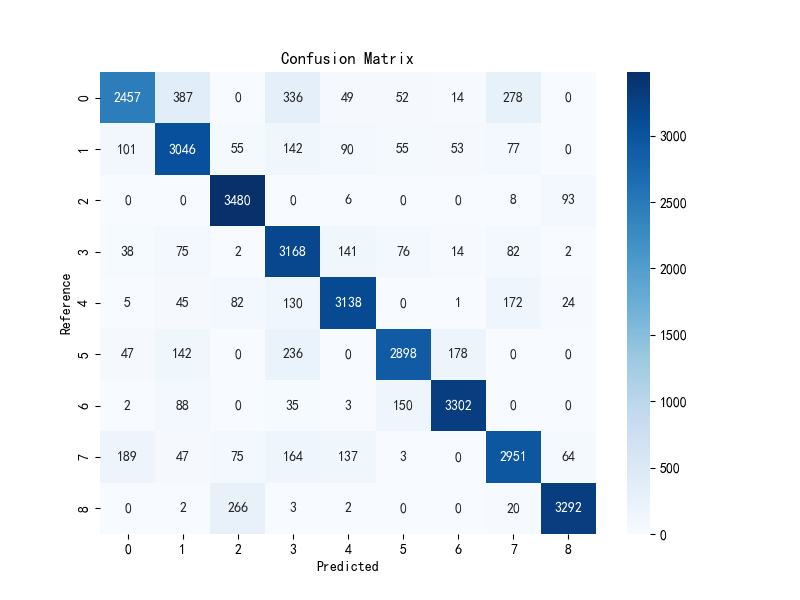 Confusion Matrix
0 2457 387 0 336 49 52 14 278 0
1 101 3046 55 142 90 55 53 77 0
2 0 0 3480 0 6 0 0 8 93
3 38 75 2 3168 141 76 14 82 2
4 5 45 82 130 3138 0 1 172 24
5 47 142 0 236 0 2898 178 0 0
6 2 88 0 35 3 150 3302 0 0
7 189 47 75 164 137 3 0 2951 64
8 0 2 266 3 2 0 0 20 3292
0 1 2 3 4 5 6 7 8
Predicted
Reference
3000
2500
2000
1500
1000
500
0